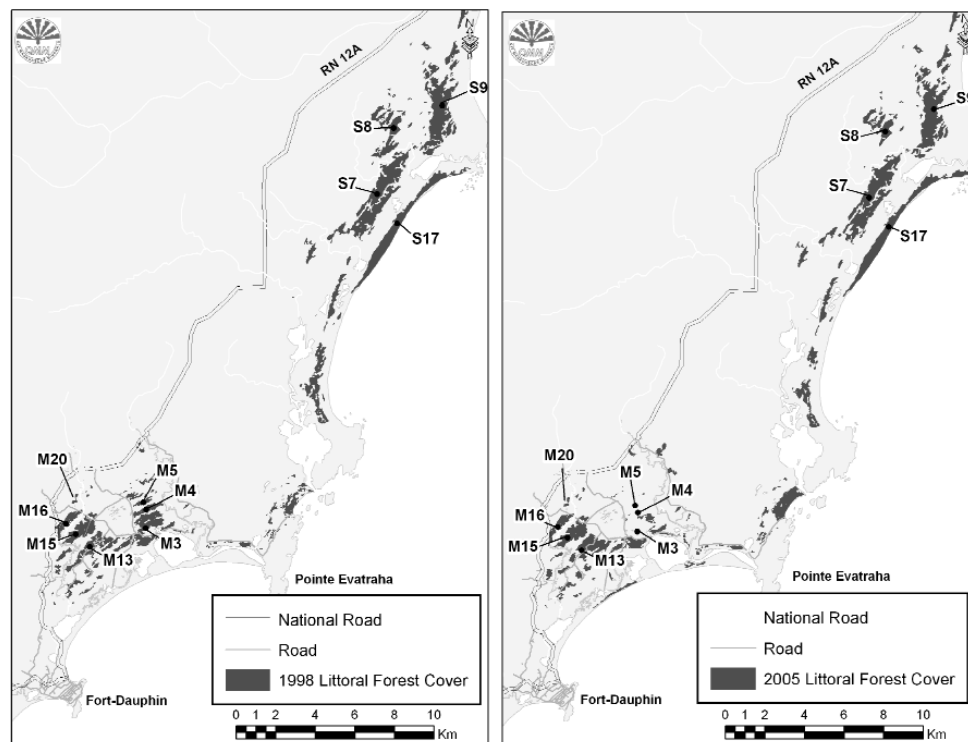 QMM
N
RN 12A
S9
S8
S7
S17
M20
M5
M4
M16
M15
M3
M13
Pointe Evatraha
National Road
Road
1998 Littoral Forest Cover
Fort-Dauphin
0 1 2 4 6 8 10
Km
QMM
N
RN 12A
S9
S8
S7
S17
M20
M5
M4
M16
M15
M3
M13
Pointe Evatraha
National Road
Road
2005 Littoral Forest Cover
Fort-Dauphin
0 1 2 4 6 8 10
Km